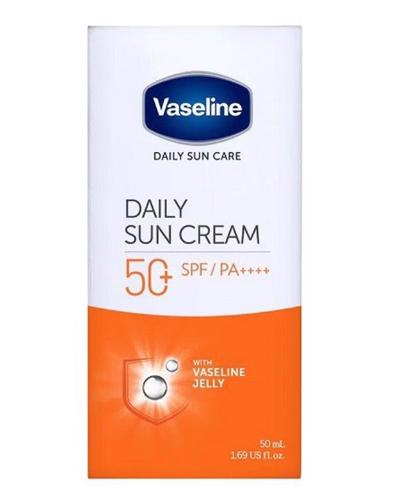 Vaseline
DAILY SUN CARE
DAILY
SUN CREAM
50+ SPF / PA++++
WITH
VASELINE
JELLY
50 mL
1.69 US fl. oz.